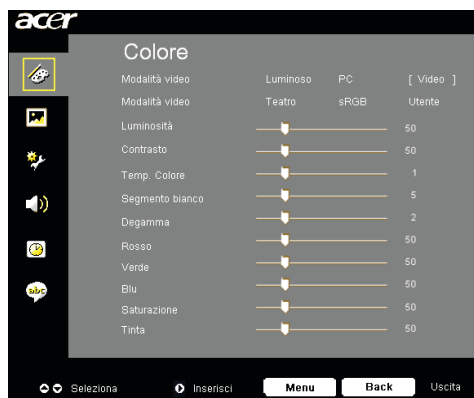 acer
Colore
Modalità video Luminoso PC [ Video ]
Modalità video Teatro sRGB Utente
Luminosità 50
Contrasto 50
Temp. Colore 1
Segmento bianco 5
Degamma 2
Rosso 50
Verde 50
Blu 50
Saturazione 50
Tinta 50
abc
Seleziona Inserisci Menu Back Uscita